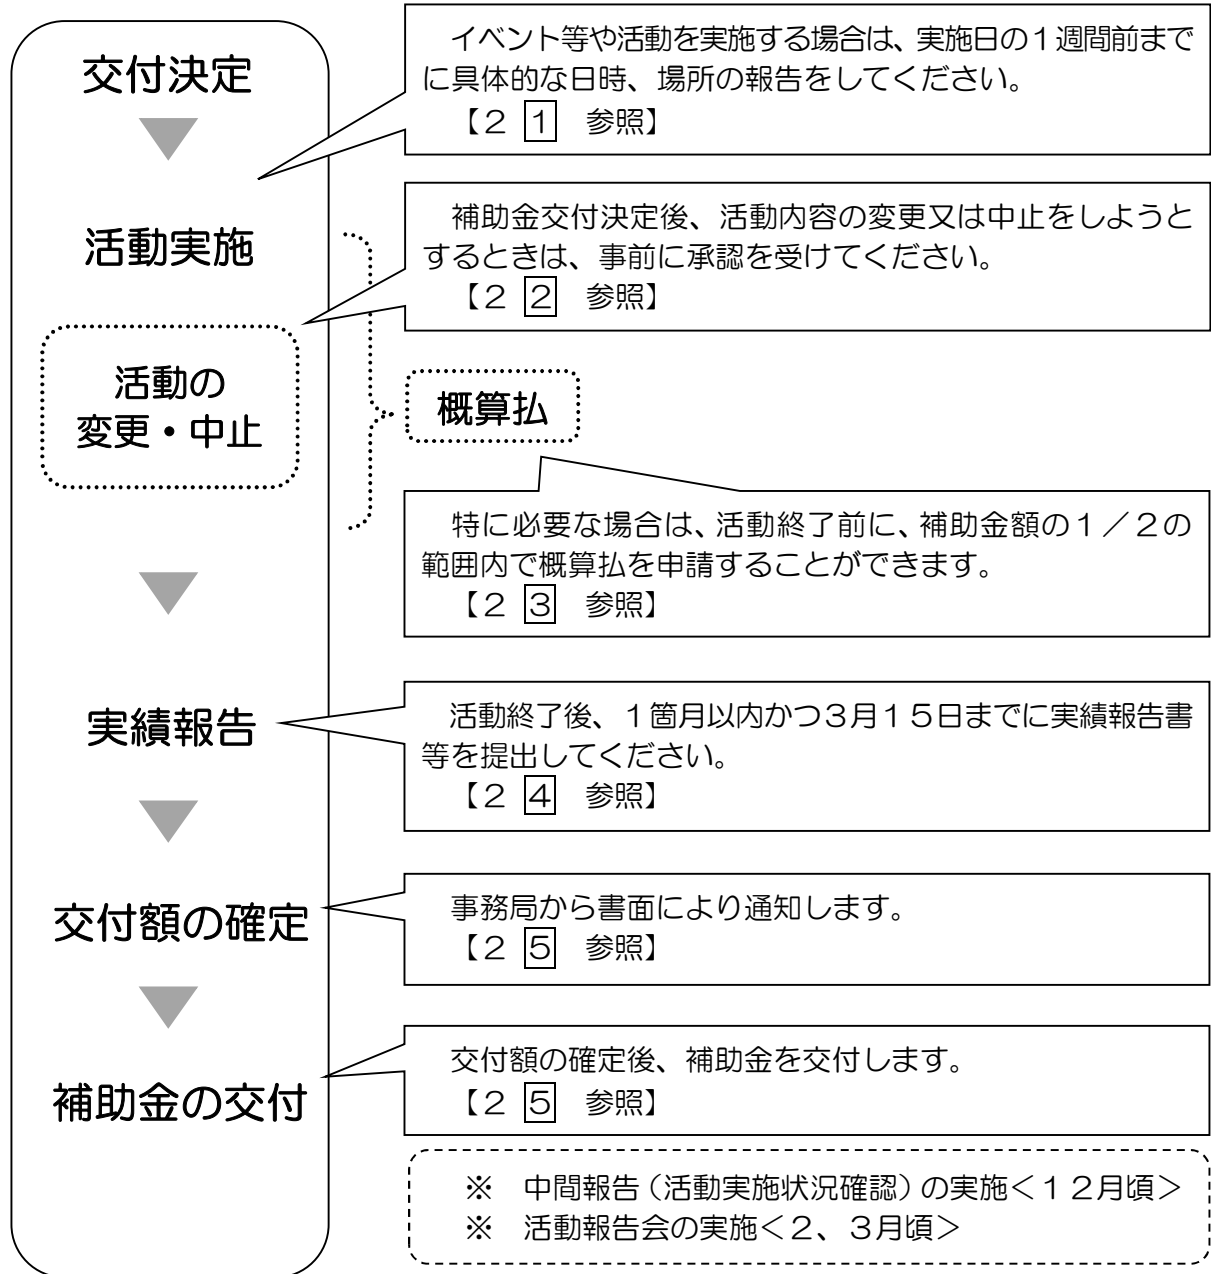 交付決定
イベント等や活動を実施する場合は、実施日の１週間前まで
に具体的な日時、場所の報告をしてください。
【２ 1 参照】
活動実施
補助金交付決定後、活動内容の変更又は中止をしようと
するときは、事前に承認を受けてください。
【２ 2 参照】
活動の
変更・中止
概算払
特に必要な場合は、活動終了前に、補助金額の１／２の
範囲内で概算払を申請することができます。
【２ 3 参照】
実績報告
活動終了後、１箇月以内かつ３月１５日までに実績報告書
等を提出してください。
【２ 4 参照】
交付額の確定
事務局から書面により通知します。
【２ 5 参照】
補助金の交付
交付額の確定後、補助金を交付します。
【２ 5 参照】
※　中間報告（活動実施状況確認）の実施＜１２月頃＞
※　活動報告会の実施＜２、３月頃＞